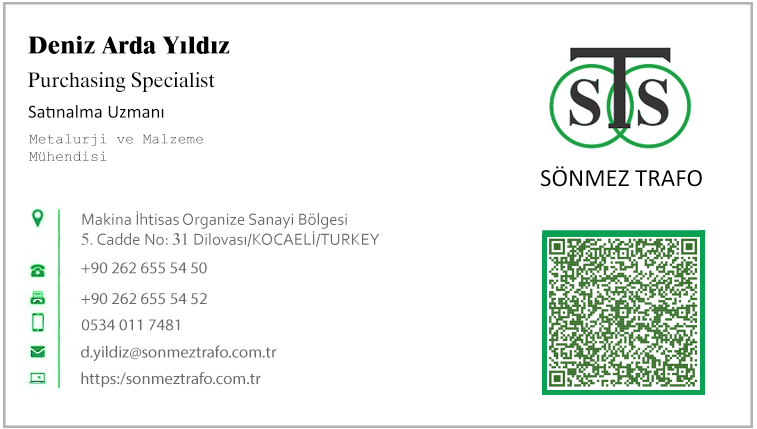 Deniz Arda Yıldız
Purchasing Specialist
Satınalma Uzmanı
Metalurji ve Malzeme
Mühendisi
Makina İhtisas Organize Sanayi Bölgesi
5. Cadde No: 31 Dilovası/KOCAELİ/TURKEY
+90 262 655 54 50
+90 262 655 54 52
0534 011 7481
d.yildiz@sonmeztrafo.com.tr
https:/sonmeztrafo.com.tr
STS
SÖNMEZ TRAFO